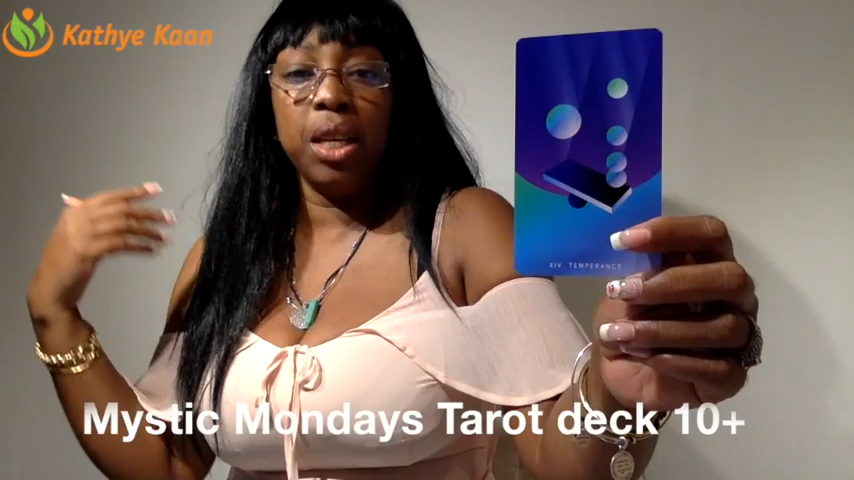 Kathye Kaan
XIV. TEMPERANCE
Mystic Mondays Tarot deck 10+